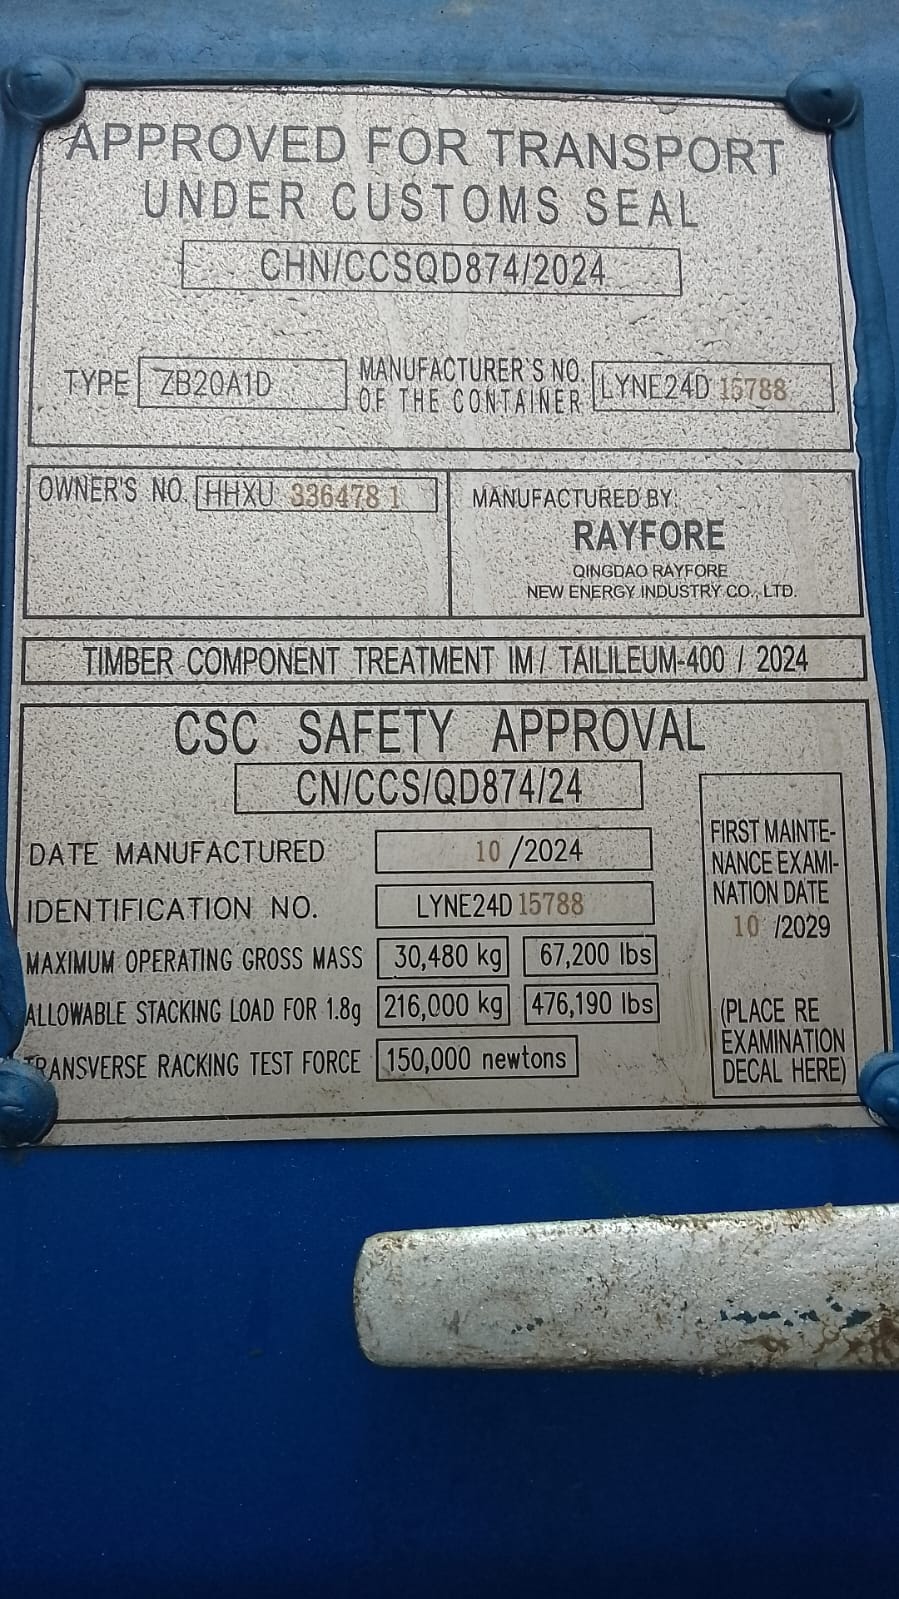 APPROVED FOR TRANSPORT
UNDER CUSTOMS SEAL
CHN/CCSQD874/2024
TYPE ZB20A1D
MANUFACTURER'S NO.
OF THE CONTAINER
LYNE24D 15788
OWNER'S NO. HHXU 336478 1
MANUFACTURED BY:
RAYFORE
QINGDAO RAYFORE
NEW ENERGY INDUSTRY CO., LTD.
TIMBER COMPONENT TREATMENT IM/ TAILILEUM-400 / 2024
CSC SAFETY APPROVAL
CN/CCS/QD874/24
DATE MANUFACTURED 10 /2024
IDENTIFICATION NO. LYNE24D 15788
MAXIMUM OPERATING GROSS MASS 30,480 kg 67,200 lbs
ALLOWABLE STACKING LOAD FOR 1.8g 216,000 kg 476,190 lbs
TRANSVERSE RACKING TEST FORCE 150,000 newtons
FIRST MAINTE-
NANCE EXAMI-
NATION DATE
10 /2029
(PLACE RE
EXAMINATION
DECAL HERE)